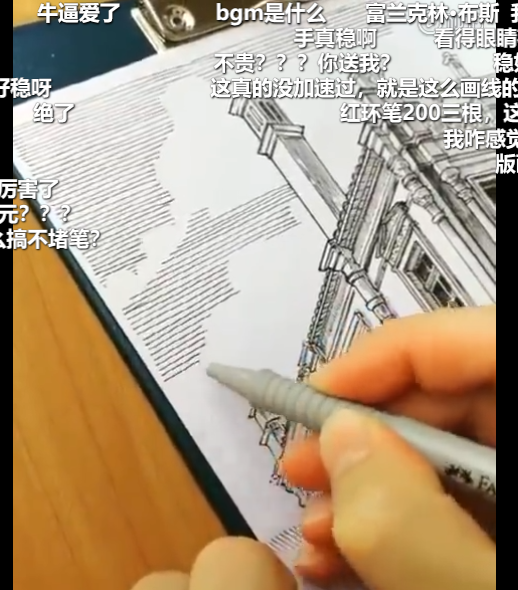 牛逼爱了
bgm是什么
富兰克林·布斯
手真稳啊
看得眼睛
不贵？？？你送我？
稳
好稳呀
这真的没加速过，就是这么画线的
绝了
红环笔200三根，这
我咋感觉
版
厉害了
元？？？
么搞不堵笔？